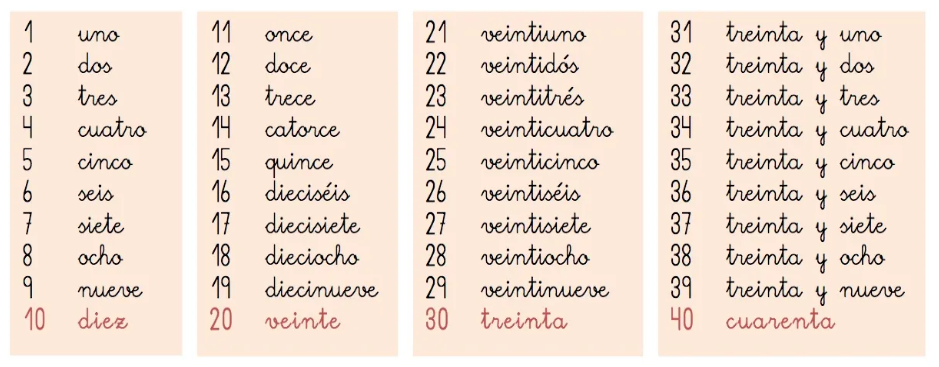 1 uno
2 dos
3 tres
4 cuatro
5 cinco
6 seis
7 siete
8 ocho
9 nueve
10 diez
11 once
12 doce
13 trece
14 catorce
15 quince
16 dieciséis
17 diecisiete
18 dieciocho
19 diecinueve
20 veinte
21 veintiuno
22 veintidós
23 veintitrés
24 veinticuatro
25 veinticinco
26 veintiséis
27 veintisiete
28 veintiocho
29 veintinueve
30 treinta
31 treinta y uno
32 treinta y dos
33 treinta y tres
34 treinta y cuatro
35 treinta y cinco
36 treinta y seis
37 treinta y siete
38 treinta y ocho
39 treinta y nueve
40 cuarenta